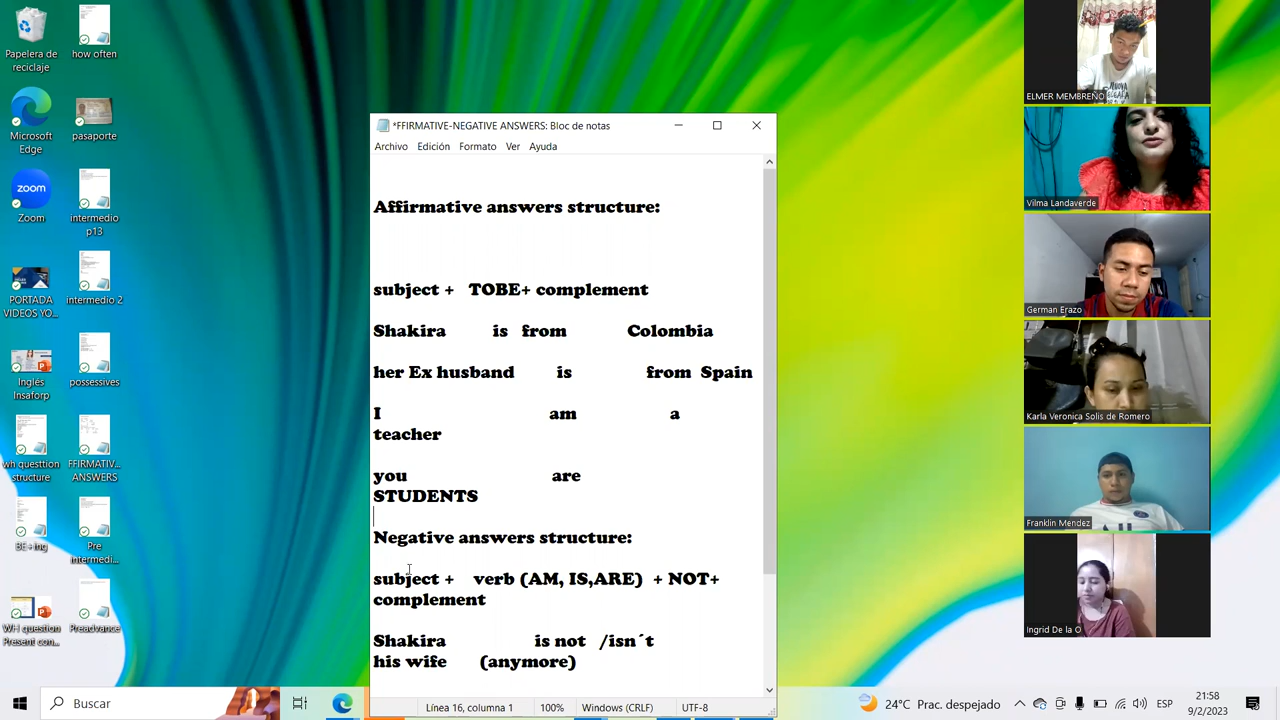 Papelera de
reciclaje
how often
Microsoft
Edge
pasaporte
zoom
Zoom
intermedio
p13
PORTADA
VIDEOS YO...
intermedio 2
Inglés
Insaforp
possessives
wh questtion
structure
FFIRMATIV...
ANSWERS
BE +ing
Pre
intermedi...
WH question
Present con...
Preadvance
*FFIRMATIVE-NEGATIVE ANSWERS: Bloc de notas
Archivo Edición Formato Ver Ayuda
Affirmative answers structure:
subject + TOBE+ complement
Shakira is from Colombia
her Ex husband is from Spain
I am a
teacher
you are
STUDENTS
Negative answers structure:
subject + verb (AM, IS,ARE) + NOT+
complement
Shakira is not /isn´t
his wife (anymore)
Línea 16, columna 1 100% Windows (CRLF) UTF-8
ELMER MEMBREÑO
Vilma Landaverde
German Erazo
Karla Veronica Solis de Romero
Franklin Mendez
Ingrid De la O
Buscar
24°C Prac. despejado
ESP
21:58
9/2/2023